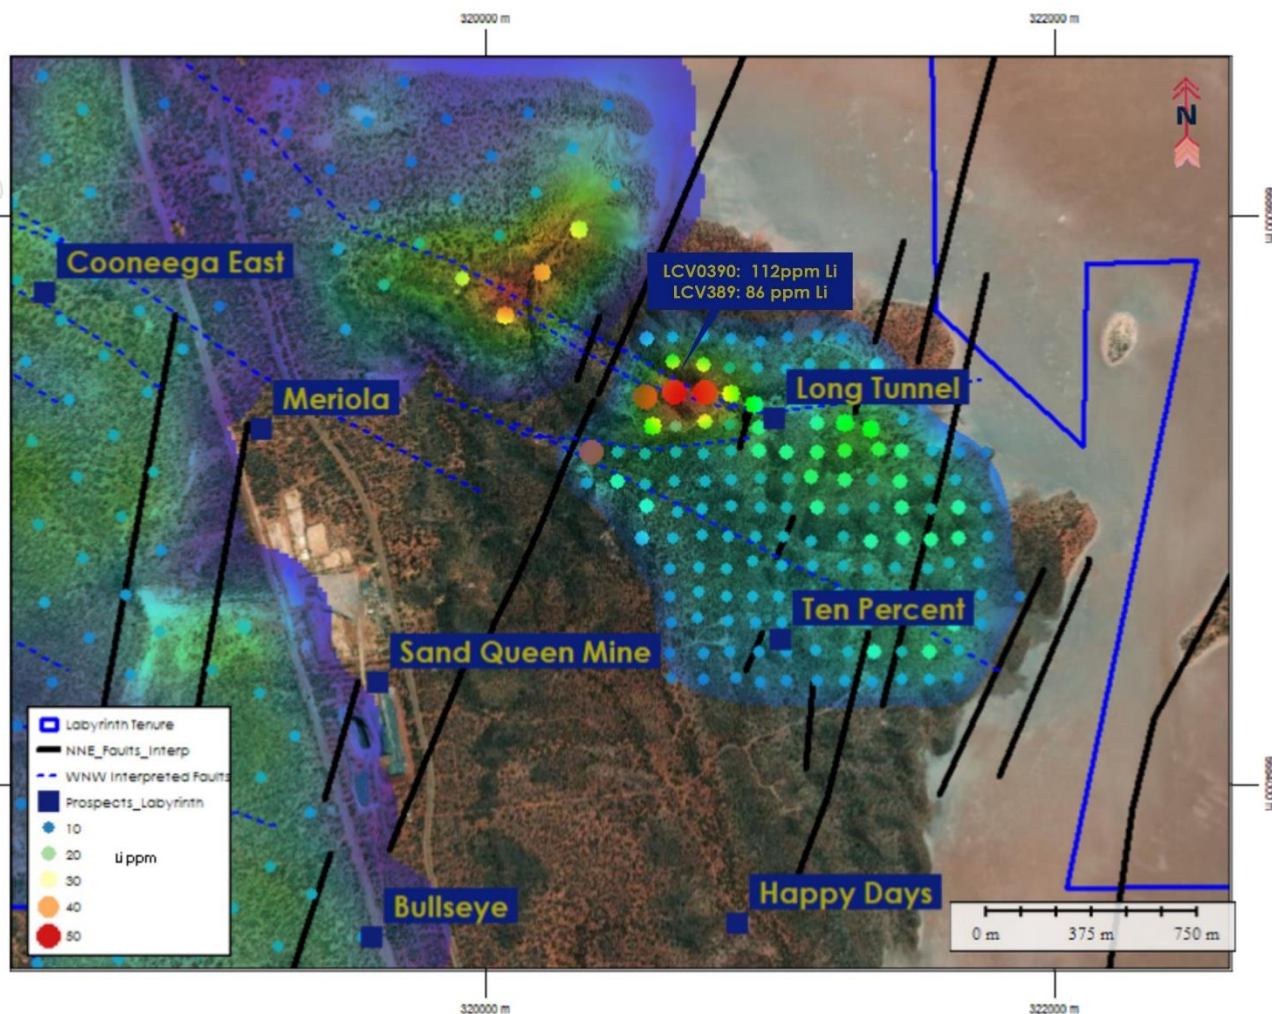 320000 m
322000 m
N
Cooneega East
LCV0390: 112ppm Li
LCV389: 86 ppm Li
Meriola
Long Tunnel
Ten Percent
Sand Queen Mine
Labyrinth Tenure
NNE_Faults_Interp
WNW Interpreted Faults
Prospects_Labyrinth
10
20
Li ppm
30
40
50
Bullseye
Happy Days
0 m
375 m
750 m
320000 m
322000 m